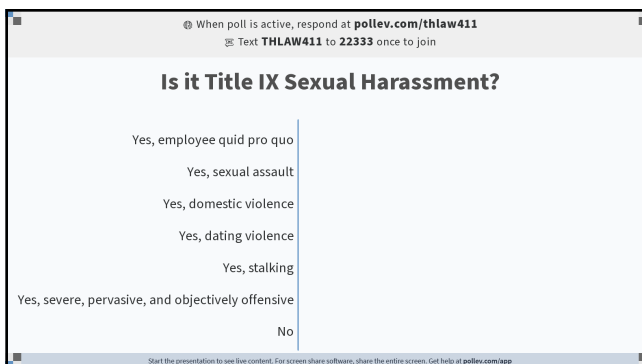 When poll is active, respond at pollev.com/thlaw411
Text THLAW411 to 22333 once to join
Is it Title IX Sexual Harassment?
Yes, employee quid pro quo
Yes, sexual assault
Yes, domestic violence
Yes, dating violence
Yes, stalking
Yes, severe, pervasive, and objectively offensive
No
Start the presentation to see live content. For screen share software, share the entire screen. Get help at pollev.com/app